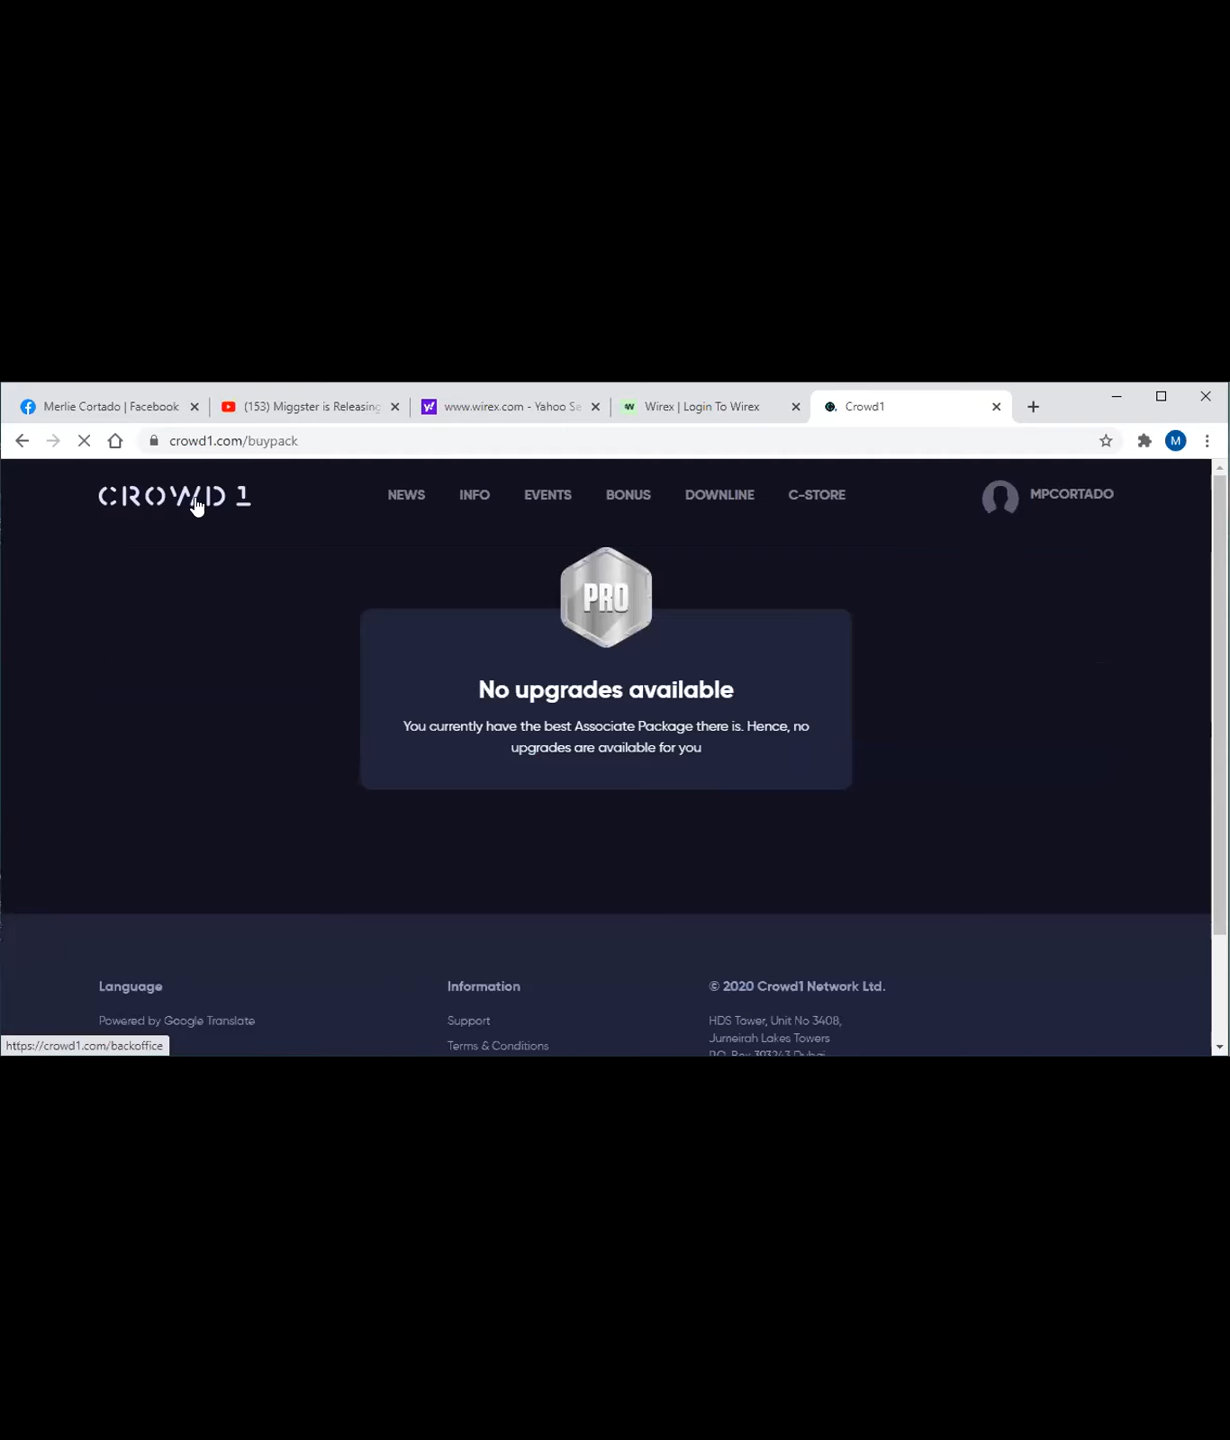 Merlie Cortado | Facebook
(153) Miggster is Releasing
www.wirex.com - Yahoo Se
Wirex | Login To Wirex
Crowd1
crowd1.com/buypack
M
CROWD 1
NEWS
INFO
EVENTS
BONUS
DOWNLINE
C-STORE
MPCORTADO
PRO
No upgrades available
You currently have the best Associate Package there is. Hence, no
upgrades are available for you
Language
Information
© 2020 Crowd1 Network Ltd.
Powered by Google Translate
Support
HDS Tower, Unit No 3408,
Jumeirah Lakes Towers
Terms & Conditions
P.O. Box 393243 Dubai
https://crowd1.com/backoffice